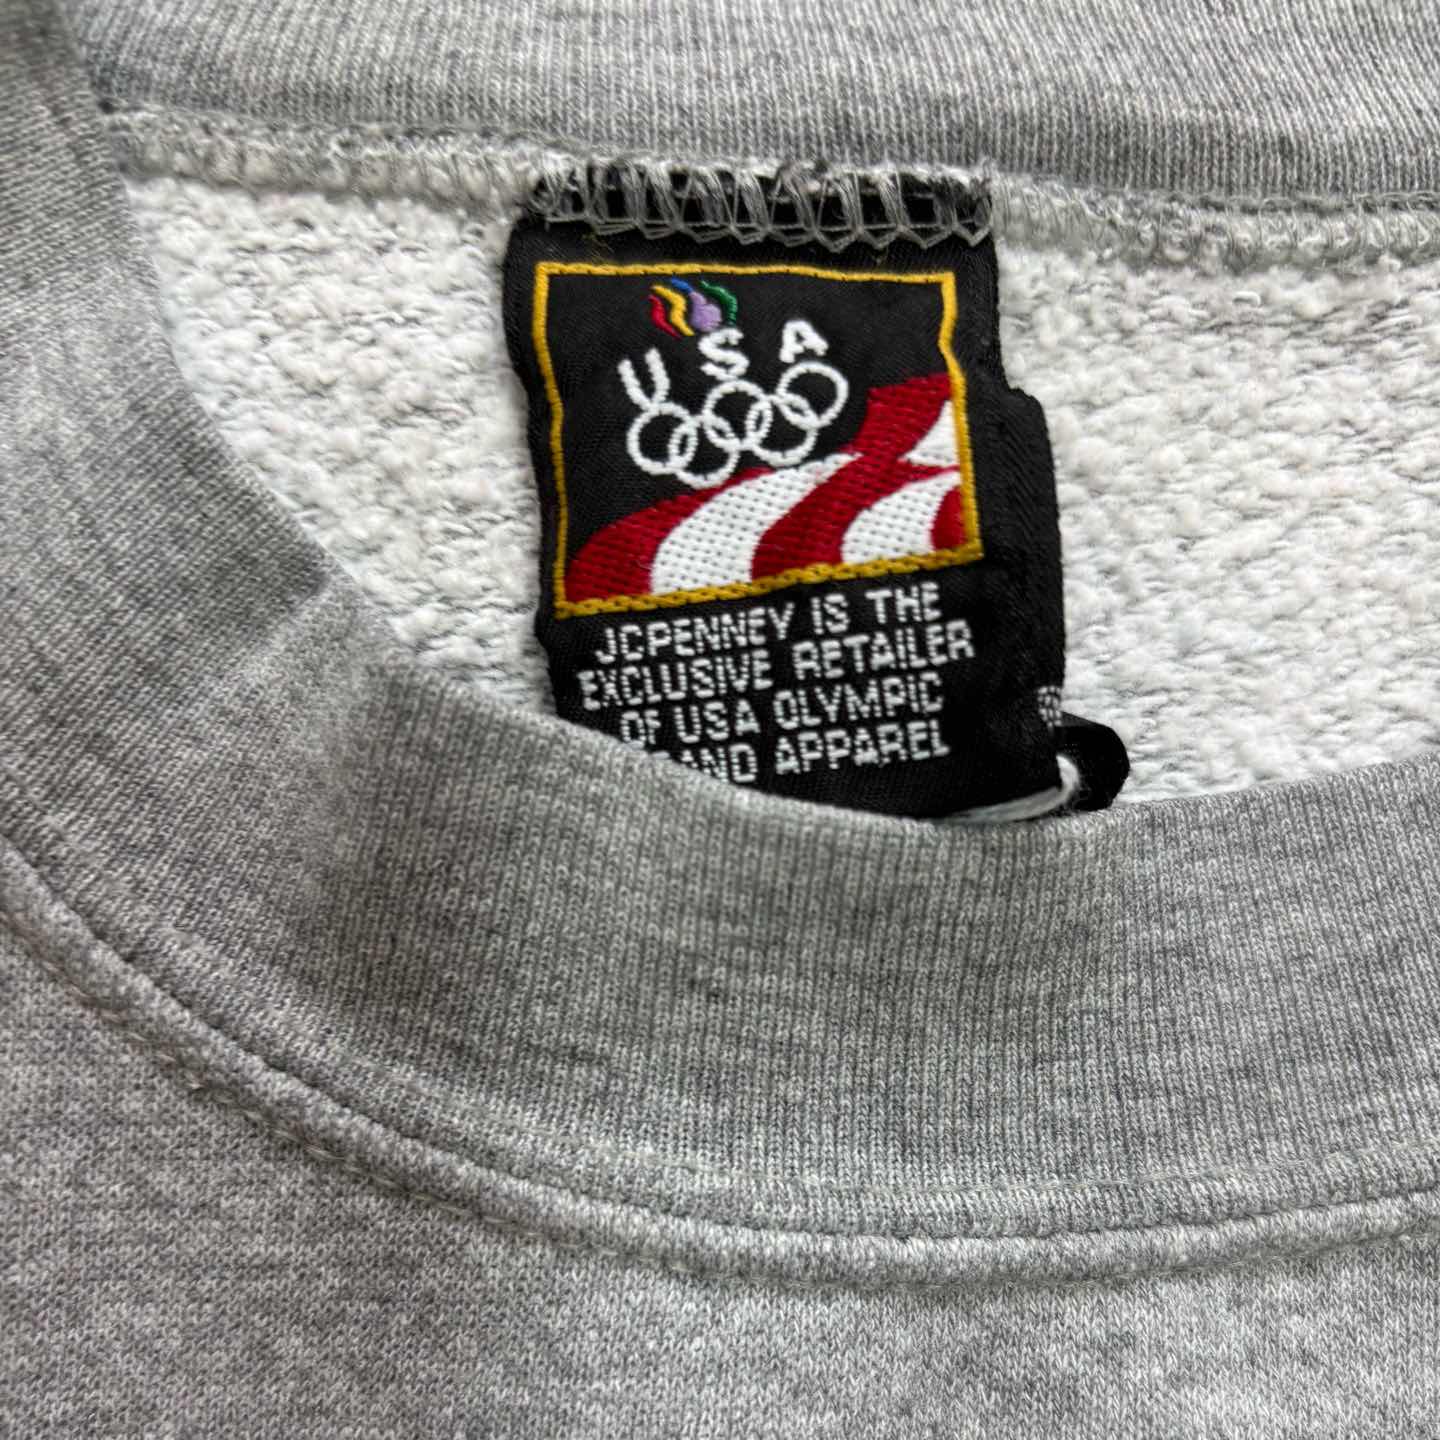 USA
JCPENNEY IS THE
EXCLUSIVE RETAILER
OF USA OLYMPIC
AND APPAREL